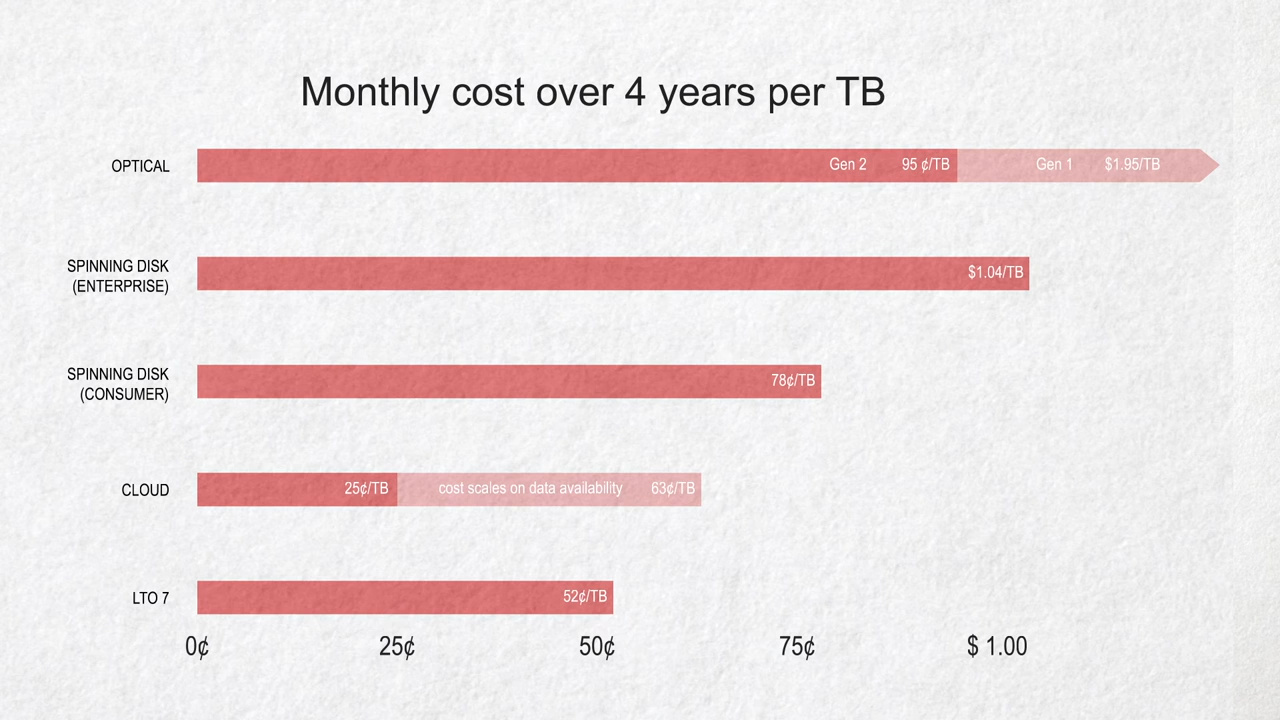 Monthly cost over 4 years per TB
OPTICAL
Gen 2 95 ¢/TB Gen 1 $1.95/TB
SPINNING DISK
(ENTERPRISE)
$1.04/TB
SPINNING DISK
(CONSUMER)
78¢/TB
CLOUD
25¢/TB cost scales on data availability 63¢/TB
LTO 7
52¢/TB
0¢ 25¢ 50¢ 75¢ $ 1.00